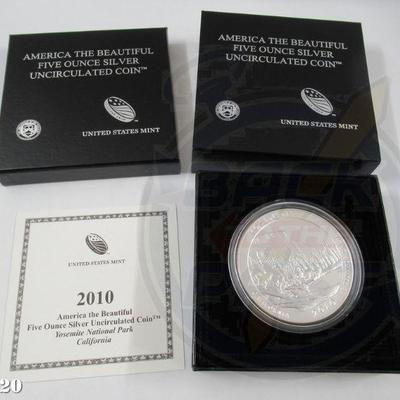 AMERICA THE BEAUTIFUL
FIVE OUNCE SILVER
UNCIRCULATED COIN™
UNITED STATES MINT
AMERICA THE BEAUTIFUL
FIVE OUNCE SILVER
UNCIRCULATED COIN™
UNITED STATES MINT
UNITED STATES MINT
2010
America the Beautiful
Five Ounce Silver Uncirculated Coin™
Yosemite National Park
California
BACK
THE
20